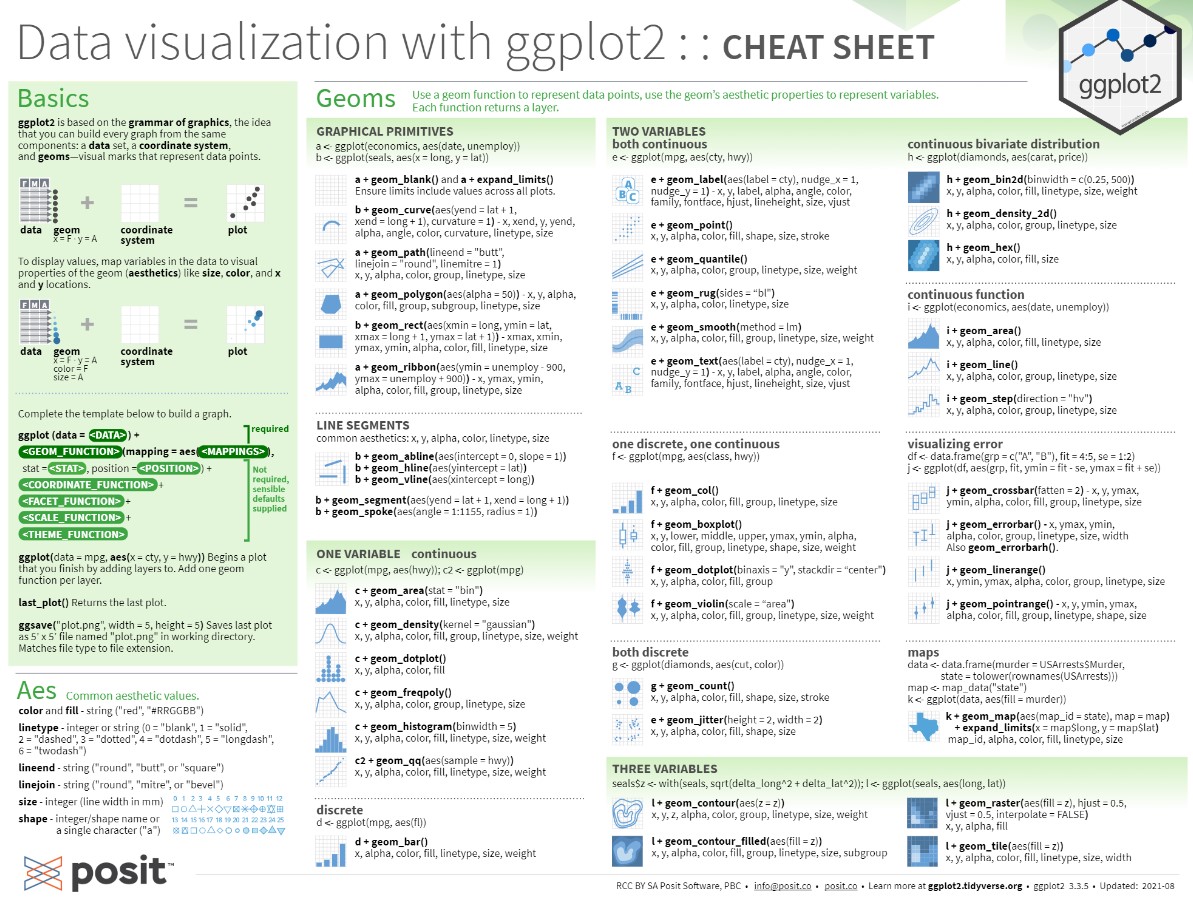 Data visualization with ggplot2 : : CHEAT SHEET
ggplot2
Basics
ggplot2 is based on the grammar of graphics, the idea
that you can build every graph from the same
components: a data set, a coordinate system,
and geoms—visual marks that represent data points.
F M A
data geom coordinate plot
x = F · y = A system
To display values, map variables in the data to visual
properties of the geom (aesthetics) like size, color, and x
and y locations.
F M A
data geom coordinate plot
x = F · y = A system
color = F
size = A
Complete the template below to build a graph.
required
ggplot (data = <DATA>) +
<GEOM_FUNCTION>(mapping = aes(<MAPPINGS>),
stat = <STAT>, position = <POSITION>) +
<COORDINATE_FUNCTION> +
<FACET_FUNCTION> +
<SCALE_FUNCTION> +
<THEME_FUNCTION>
Not
required,
sensible
defaults
supplied
ggplot(data = mpg, aes(x = cty, y = hwy)) Begins a plot
that you finish by adding layers to. Add one geom
function per layer.
last_plot() Returns the last plot.
ggsave("plot.png", width = 5, height = 5) Saves last plot
as 5' x 5' file named "plot.png" in working directory.
Matches file type to file extension.
Aes Common aesthetic values.
color and fill - string ("red", "#RRGGBB")
linetype - integer or string (0 = "blank", 1 = "solid",
2 = "dashed", 3 = "dotted", 4 = "dotdash", 5 = "longdash",
6 = "twodash")
lineend - string ("round", "butt", or "square")
linejoin - string ("round", "mitre", or "bevel")
size - integer (line width in mm)
0 1 2 3 4 5 6 7 8 9 10 11 12
shape - integer/shape name or
a single character ("a")
13 14 15 16 17 18 19 20 21 22 23 24 25
posit™
Geoms Use a geom function to represent data points, use the geom's aesthetic properties to represent variables.
Each function returns a layer.
GRAPHICAL PRIMITIVES
a <- ggplot(economics, aes(date, unemploy))
b <- ggplot(seals, aes(x = long, y = lat))
a + geom_blank() and a + expand_limits()
Ensure limits include values across all plots.
b + geom_curve(aes(yend = lat + 1,
xend = long + 1), curvature = 1) - x, xend, y, yend,
alpha, angle, color, curvature, linetype, size
a + geom_path(lineend = "butt",
linejoin = "round", linemitre = 1)
x, y, alpha, color, group, linetype, size
a + geom_polygon(aes(alpha = 50)) - x, y, alpha,
color, fill, group, subgroup, linetype, size
b + geom_rect(aes(xmin = long, ymin = lat,
xmax = long + 1, ymax = lat + 1)) - xmax, xmin,
ymax, ymin, alpha, color, fill, linetype, size
a + geom_ribbon(aes(ymin = unemploy - 900,
ymax = unemploy + 900)) - x, ymax, ymin,
alpha, color, fill, group, linetype, size
LINE SEGMENTS
common aesthetics: x, y, alpha, color, linetype, size
b + geom_abline(aes(intercept = 0, slope = 1))
b + geom_hline(aes(yintercept = lat))
b + geom_vline(aes(xintercept = long))
b + geom_segment(aes(yend = lat + 1, xend = long + 1))
b + geom_spoke(aes(angle = 1:1155, radius = 1))
ONE VARIABLE continuous
c <- ggplot(mpg, aes(hwy)); c2 <- ggplot(mpg)
c + geom_area(stat = "bin")
x, y, alpha, color, fill, linetype, size
c + geom_density(kernel = "gaussian")
x, y, alpha, color, fill, group, linetype, size, weight
c + geom_dotplot()
x, y, alpha, color, fill
c + geom_freqpoly()
x, y, alpha, color, group, linetype, size
c + geom_histogram(binwidth = 5)
x, y, alpha, color, fill, linetype, size, weight
c2 + geom_qq(aes(sample = hwy))
x, y, alpha, color, fill, linetype, size, weight
discrete
d <- ggplot(mpg, aes(fl))
d + geom_bar()
x, alpha, color, fill, linetype, size, weight
TWO VARIABLES
both continuous
e <- ggplot(mpg, aes(cty, hwy))
A B C
e + geom_label(aes(label = cty), nudge_x = 1,
nudge_y = 1) - x, y, label, alpha, angle, color,
family, fontface, hjust, lineheight, size, vjust
e + geom_point()
x, y, alpha, color, fill, shape, size, stroke
e + geom_quantile()
x, y, alpha, color, group, linetype, size, weight
e + geom_rug(sides = “bl")
x, y, alpha, color, linetype, size
e + geom_smooth(method = lm)
x, y, alpha, color, fill, group, linetype, size, weight
A B C
e + geom_text(aes(label = cty), nudge_x = 1,
nudge_y = 1) - x, y, label, alpha, angle, color,
family, fontface, hjust, lineheight, size, vjust
one discrete, one continuous
f <- ggplot(mpg, aes(class, hwy))
f + geom_col()
x, y, alpha, color, fill, group, linetype, size
f + geom_boxplot()
x, y, lower, middle, upper, ymax, ymin, alpha,
color, fill, group, linetype, shape, size, weight
f + geom_dotplot(binaxis = "y", stackdir = “center")
x, y, alpha, color, fill, group
f + geom_violin(scale = “area")
x, y, alpha, color, fill, group, linetype, size, weight
both discrete
g <- ggplot(diamonds, aes(cut, color))
g + geom_count()
x, y, alpha, color, fill, shape, size, stroke
e + geom_jitter(height = 2, width = 2)
x, y, alpha, color, fill, shape, size
continuous bivariate distribution
h <- ggplot(diamonds, aes(carat, price))
h + geom_bin2d(binwidth = c(0.25, 500))
x, y, alpha, color, fill, linetype, size, weight
h + geom_density_2d()
x, y, alpha, color, group, linetype, size
h + geom_hex()
x, y, alpha, color, fill, size
continuous function
i <- ggplot(economics, aes(date, unemploy))
i + geom_area()
x, y, alpha, color, fill, linetype, size
i + geom_line()
x, y, alpha, color, group, linetype, size
i + geom_step(direction = "hv")
x, y, alpha, color, group, linetype, size
visualizing error
df <- data.frame(grp = c("A", "B"), fit = 4:5, se = 1:2)
j <- ggplot(df, aes(grp, fit, ymin = fit - se, ymax = fit + se))
j + geom_crossbar(fatten = 2) - x, y, ymax,
ymin, alpha, color, fill, group, linetype, size
j + geom_errorbar() - x, ymax, ymin,
alpha, color, group, linetype, size, width
Also geom_errorbarh().
j + geom_linerange()
x, ymin, ymax, alpha, color, group, linetype, size
j + geom_pointrange() - x, y, ymin, ymax,
alpha, color, fill, group, linetype, shape, size
maps
data <- data.frame(murder = USArrests$Murder,
state = tolower(rownames(USArrests)))
map <- map_data("state")
k <- ggplot(data, aes(fill = murder))
k + geom_map(aes(map_id = state), map = map)
+ expand_limits(x = map$long, y = map$lat)
map_id, alpha, color, fill, linetype, size
THREE VARIABLES
seals$z <- with(seals, sqrt(delta_long^2 + delta_lat^2)); l <- ggplot(seals, aes(long, lat))
l + geom_contour(aes(z = z))
x, y, z, alpha, color, group, linetype, size, weight
l + geom_contour_filled(aes(fill = z))
x, y, alpha, color, fill, group, linetype, size, subgroup
l + geom_raster(aes(fill = z), hjust = 0.5,
vjust = 0.5, interpolate = FALSE)
x, y, alpha, fill
l + geom_tile(aes(fill = z))
x, y, alpha, color, fill, linetype, size, width
RCC BY SA Posit Software, PBC • info@posit.co • posit.co • Learn more at ggplot2.tidyverse.org • ggplot2 3.3.5 • Updated: 2021-08